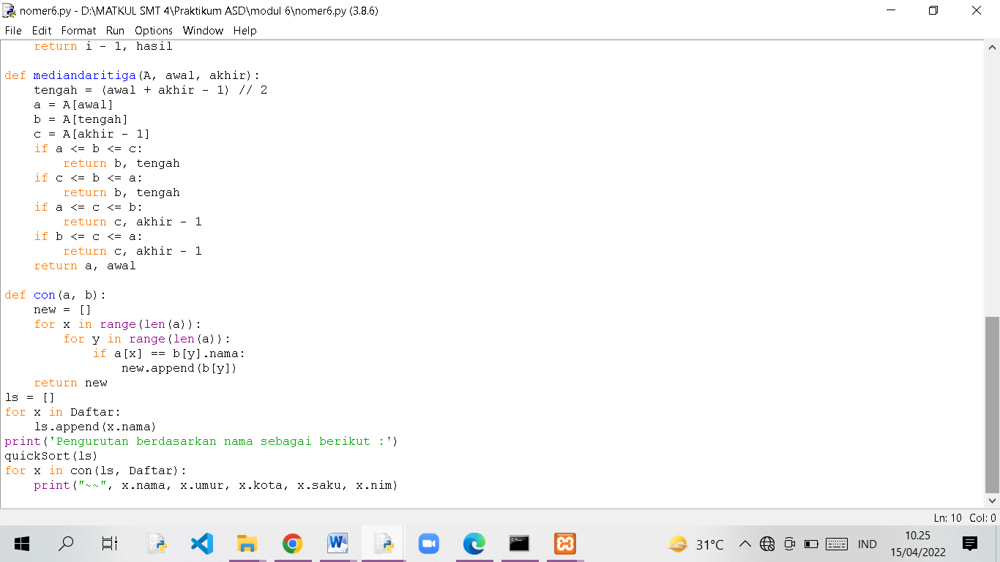 nomer6.py - D:\MATKUL SMT 4\Praktikum ASD\modul 6\nomer6.py (3.8.6)
File Edit Format Run Options Window Help
    return i - 1, hasil

def mediandaritiga(A, awal, akhir):
    tengah = (awal + akhir - 1) // 2
    a = A[awal]
    b = A[tengah]
    c = A[akhir - 1]
    if a <= b <= c:
        return b, tengah
    if c <= b <= a:
        return b, tengah
    if a <= c <= b:
        return c, akhir - 1
    if b <= c <= a:
        return c, akhir - 1
    return a, awal

def con(a, b):
    new = []
    for x in range(len(a)):
        for y in range(len(a)):
            if a[x] == b[y].nama:
                new.append(b[y])
    return new
ls = []
for x in Daftar:
    ls.append(x.nama)
print('Pengurutan berdasarkan nama sebagai berikut :')
quickSort(ls)
for x in con(ls, Daftar):
    print("~~", x.nama, x.umur, x.kota, x.saku, x.nim)
Ln: 10 Col: 0
31°C IND 10.25
15/04/2022